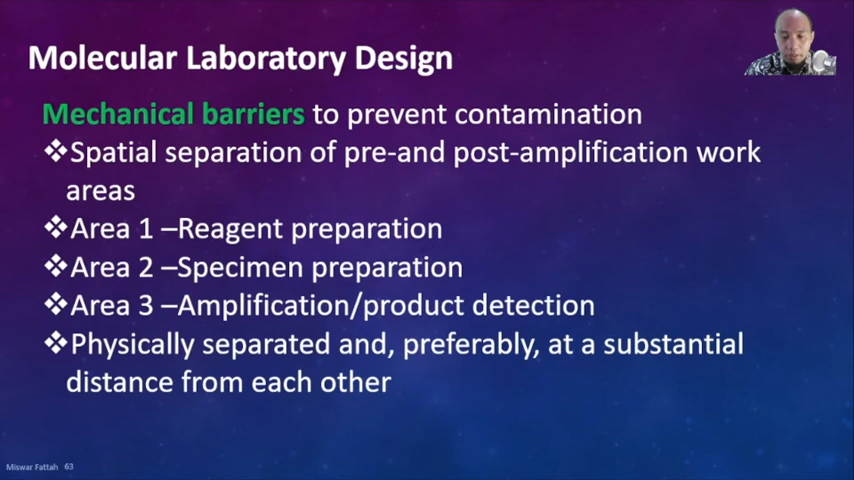 Molecular Laboratory Design
Mechanical barriers to prevent contamination
❖Spatial separation of pre-and post-amplification work
areas
❖Area 1 –Reagent preparation
❖Area 2 –Specimen preparation
❖Area 3 –Amplification/product detection
❖Physically separated and, preferably, at a substantial
distance from each other
Miswar Fattah 63